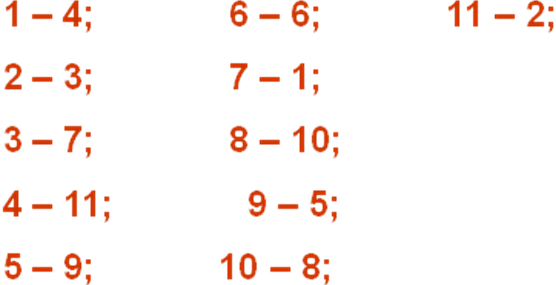 1 – 4; 6 – 6; 11 – 2;
2 – 3; 7 – 1;
3 – 7; 8 – 10;
4 – 11; 9 – 5;
5 – 9; 10 – 8;